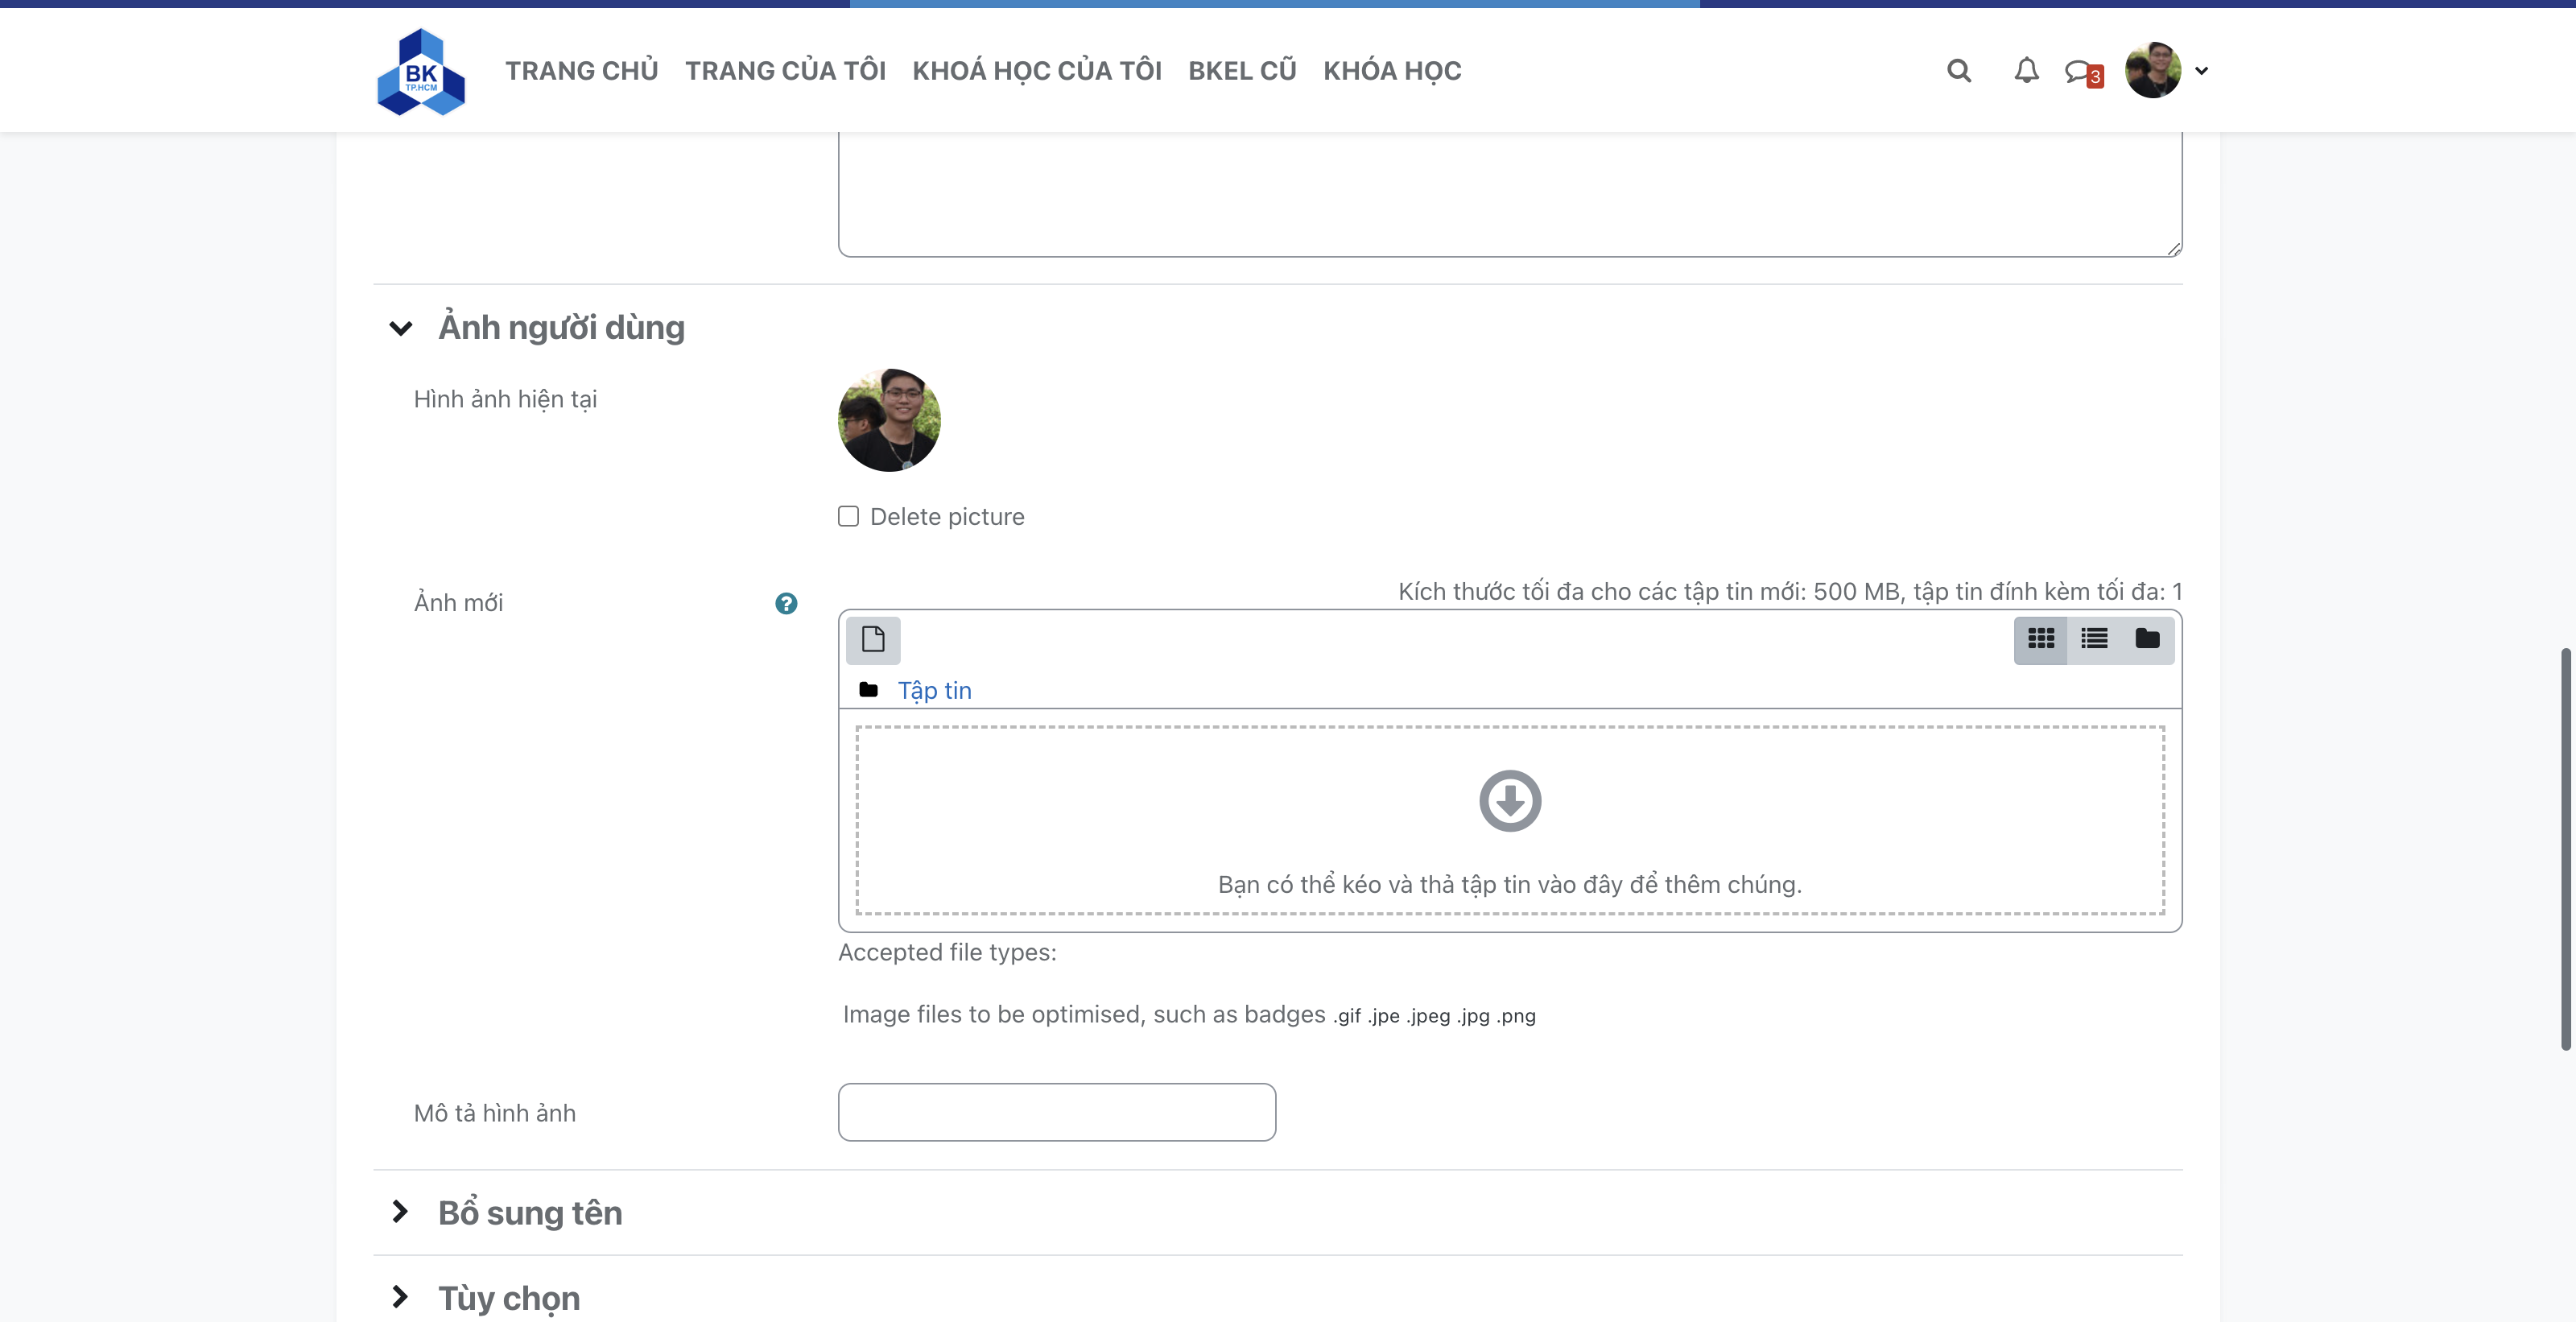 BK
TP.HCM
TRANG CHỦ TRANG CỦA TÔI KHOÁ HỌC CỦA TÔI BKEL CŨ KHÓA HỌC
3
Ảnh người dùng
Hình ảnh hiện tại
Delete picture
Ảnh mới
?
Kích thước tối đa cho các tập tin mới: 500 MB, tập tin đính kèm tối đa: 1
Tập tin
Bạn có thể kéo và thả tập tin vào đây để thêm chúng.
Accepted file types:
Image files to be optimised, such as badges .gif .jpe .jpeg .jpg .png
Mô tả hình ảnh
Bổ sung tên
Tùy chọn